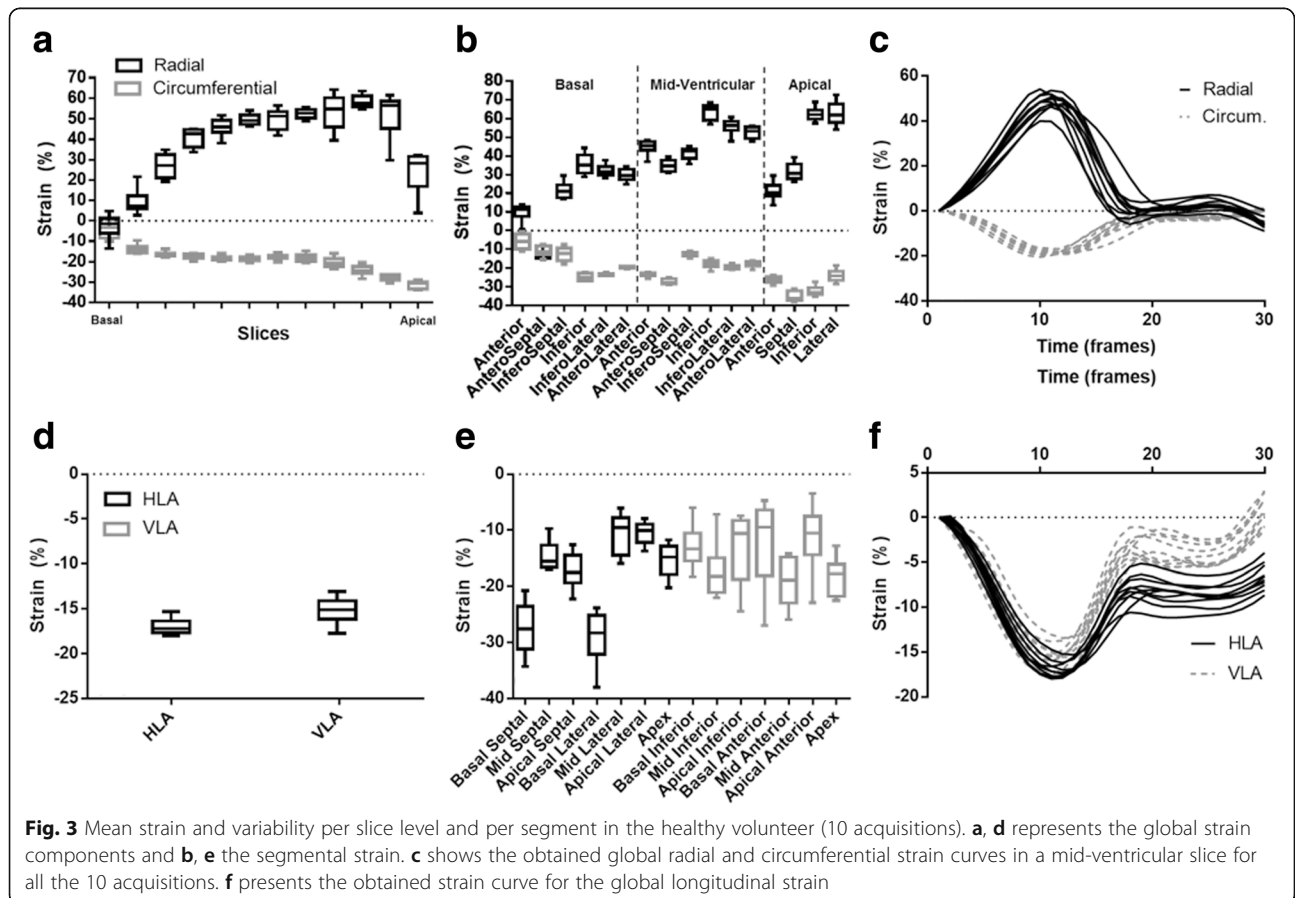 a
Radial
Circumferential
Strain (%)
70
60
50
40
30
20
10
0
-10
-20
-30
-40
Basal
Apical
Slices
b
Basal
Mid-Ventricular
Apical
Strain (%)
80
70
60
50
40
30
20
10
0
-10
-20
-30
-40
Anterior
AnteroSeptal
InferoSeptal
Inferior
InferoLateral
AnteroLateral
Anterior
AnteroSeptal
InferoSeptal
Inferior
InferoLateral
AnteroLateral
Anterior
Septal
Inferior
Lateral
c
Radial
Circum.
Strain (%)
60
40
20
0
-20
-40
0
10
20
30
Time (frames)
Time (frames)
d
HLA
VLA
Strain (%)
0
-5
-10
-15
-20
-25
HLA
VLA
e
Strain (%)
0
-10
-20
-30
-40
Basal Septal
Mid Septal
Apical Septal
Basal Lateral
Mid Lateral
Apical Lateral
Apex
Basal Inferior
Mid Inferior
Apical Inferior
Basal Anterior
Mid Anterior
Apical Anterior
Apex
f
0
10
20
30
Strain (%)
5
0
-5
-10
-15
-20
HLA
VLA
Fig. 3 Mean strain and variability per slice level and per segment in the healthy volunteer (10 acquisitions). a, d represents the global strain
components and b, e the segmental strain. c shows the obtained global radial and circumferential strain curves in a mid-ventricular slice for
all the 10 acquisitions. f presents the obtained strain curve for the global longitudinal strain